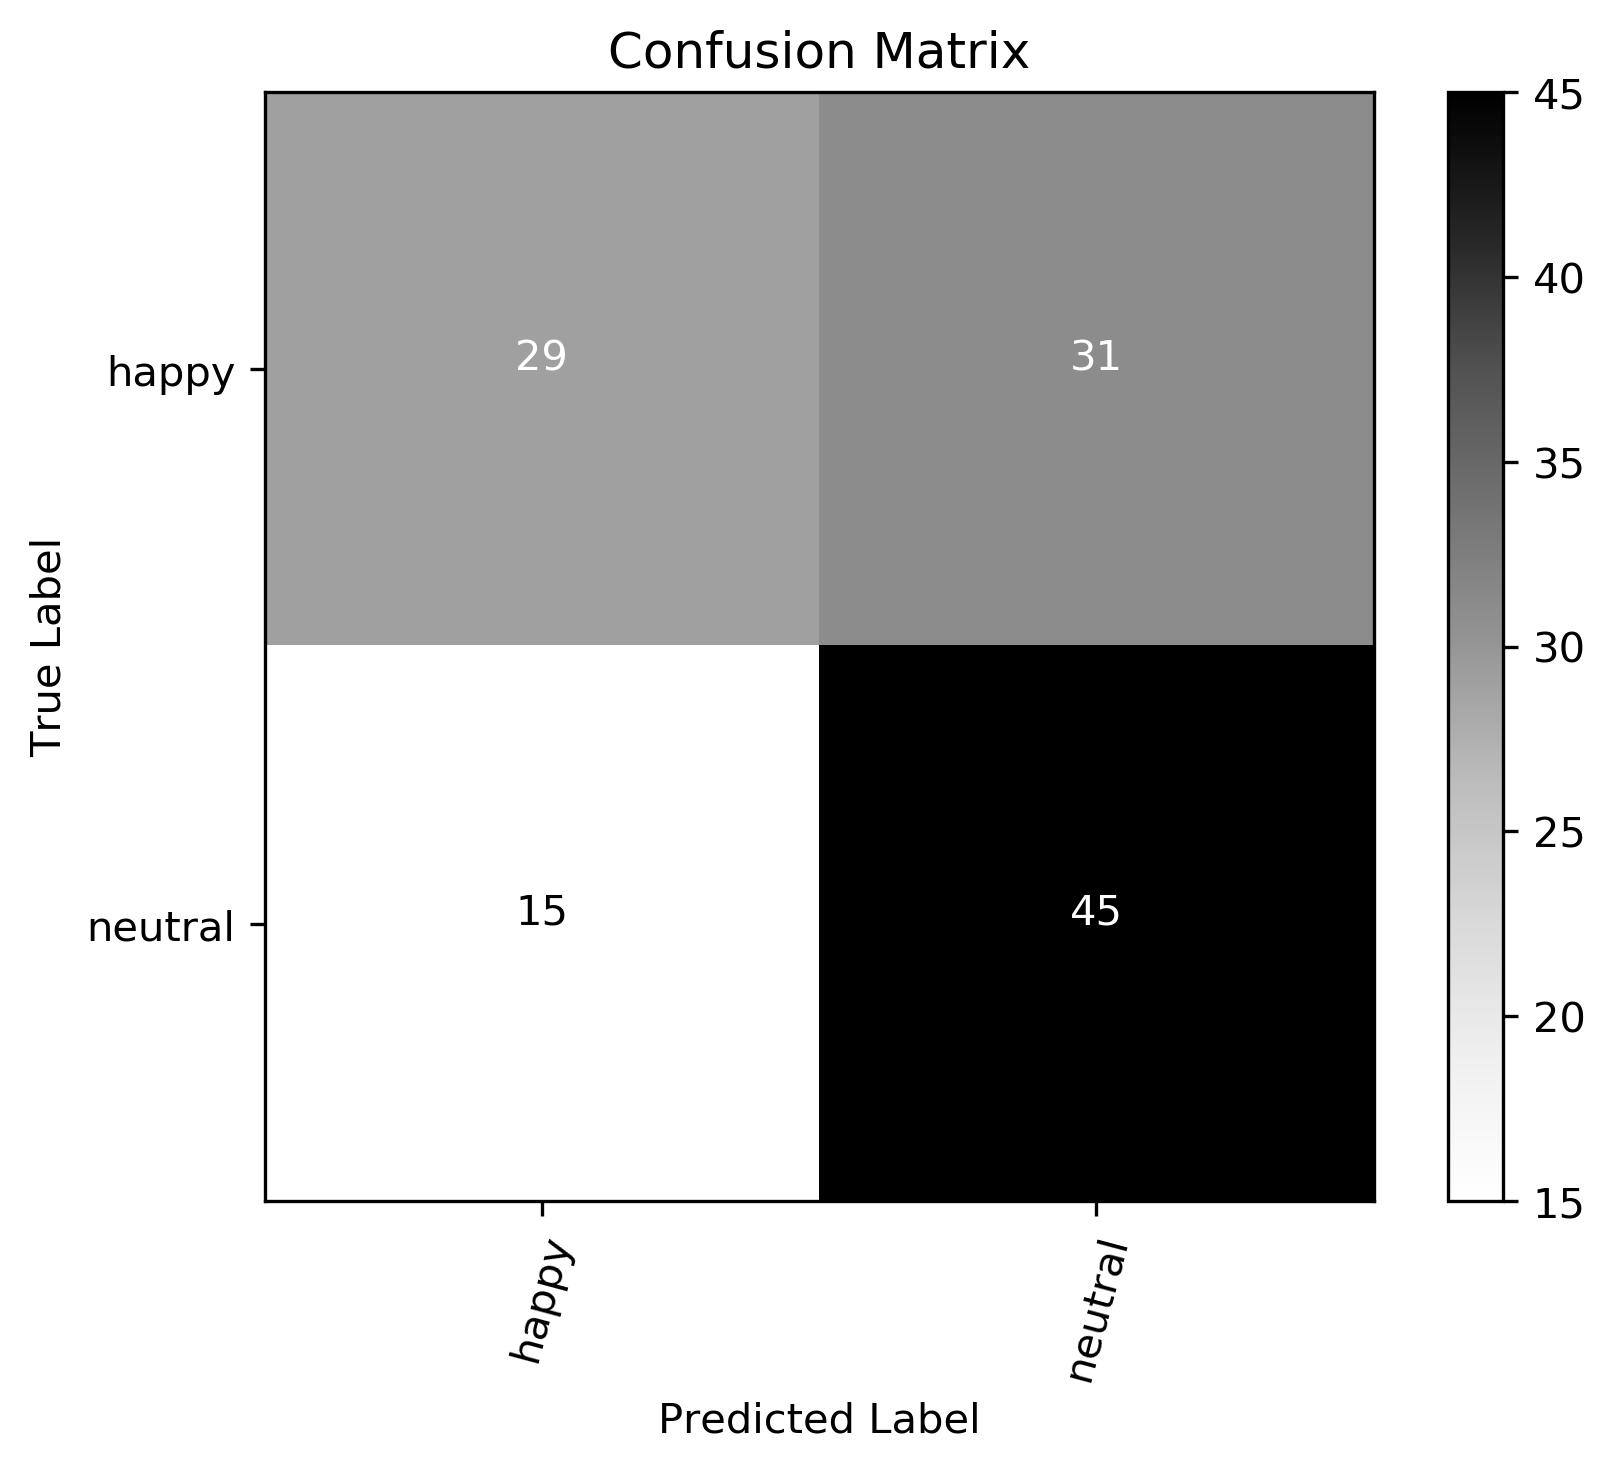 Confusion Matrix
True Label
happy
neutral
29 31
15 45
happy neutral
Predicted Label
45
40
35
30
25
20
15